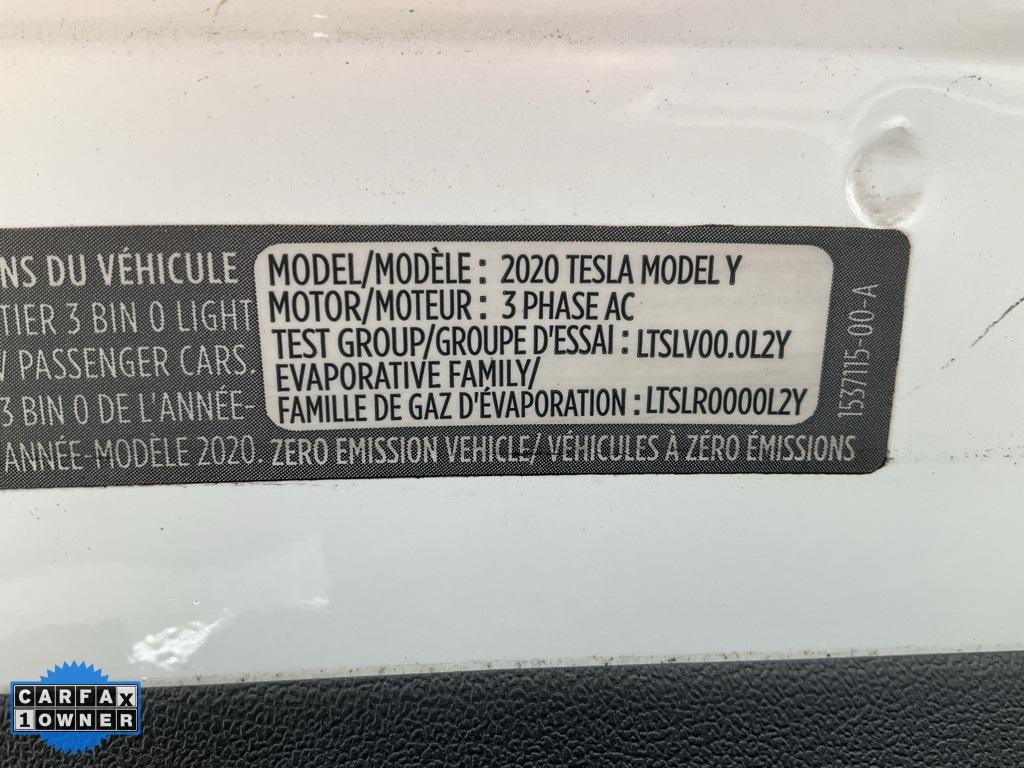 NS DU VÉHICULE
TIER 3 BIN 0 LIGHT
PASSENGER CARS.
3 BIN 0 DE L'ANNÉE-
ANNÉE-MODÈLE 2020.
MODEL/MODÈLE : 2020 TESLA MODEL Y
MOTOR/MOTEUR : 3 PHASE AC
TEST GROUP/GROUPE D'ESSAI : LTSLV00.0L2Y
EVAPORATIVE FAMILY/
FAMILLE DE GAZ D'ÉVAPORATION : LTSLR0000L2Y
ZERO EMISSION VEHICLE/ VÉHICULES À ZÉRO ÉMISSIONS
1537115-00-A
CARFAX
1 OWNER